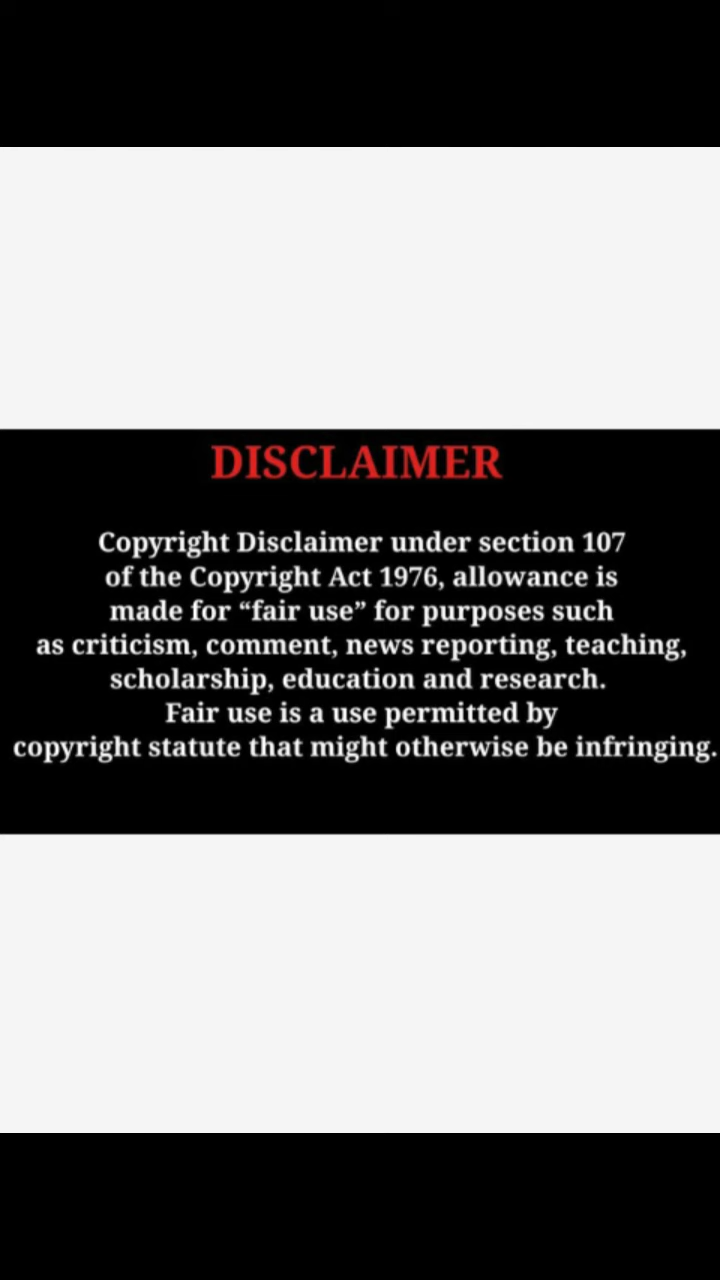 DISCLAIMER
Copyright Disclaimer under section 107
of the Copyright Act 1976, allowance is
made for “fair use” for purposes such
as criticism, comment, news reporting, teaching,
scholarship, education and research.
Fair use is a use permitted by
copyright statute that might otherwise be infringing.